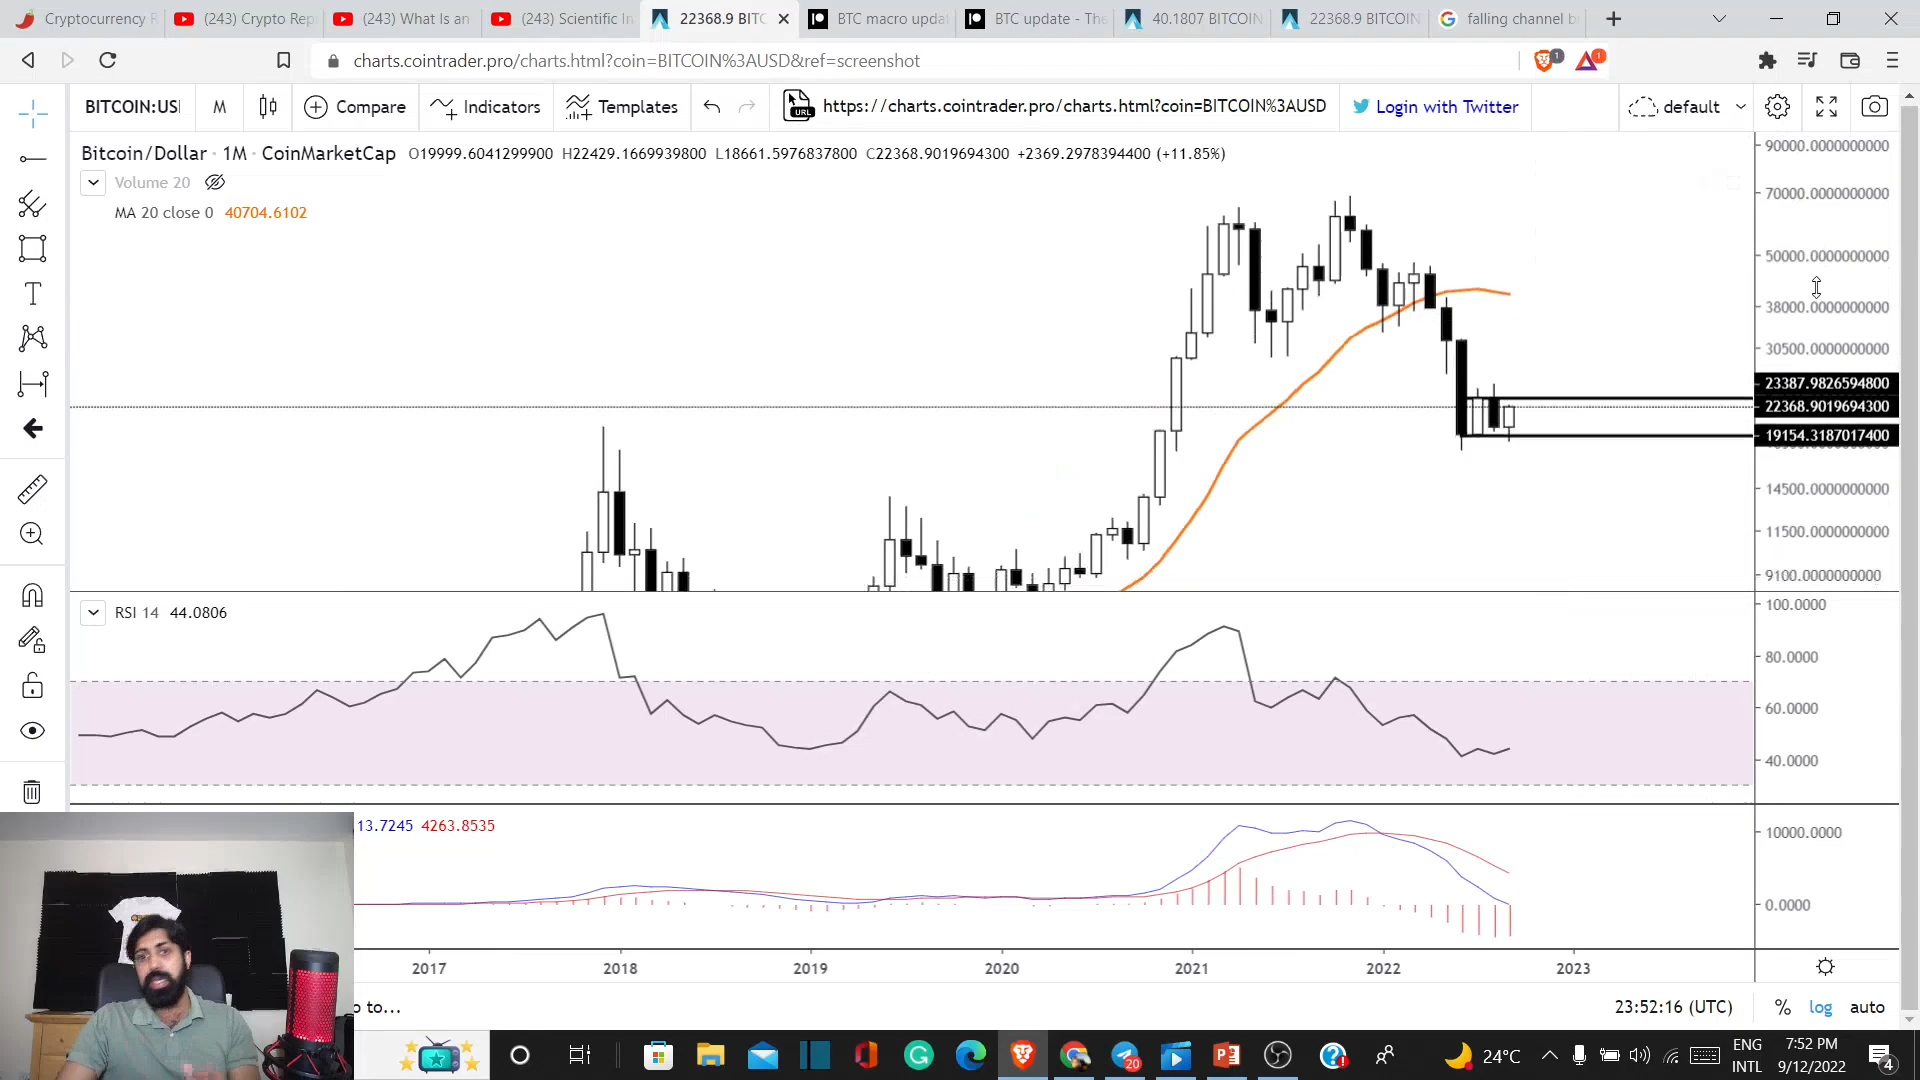 Cryptocurrency P
(243) Crypto Rep
(243) What Is an
(243) Scientific In
22368.9 BITC
BTC macro upda
BTC update - The
40.1807 BITCOIN
22368.9 BITCOIN
falling channel b
charts.cointrader.pro/charts.html?coin=BITCOIN%3AUSD&ref=screenshot
1
1
BITCOIN:US
M
Compare
Indicators
Templates
URL
https://charts.cointrader.pro/charts.html?coin=BITCOIN%3AUSD
Login with Twitter
default
Bitcoin/Dollar · 1M · CoinMarketCap O19999.6041299900 H22429.1669939800 L18661.5976837800 C22368.9019694300 +2369.2978394400 (+11.85%)
Volume 20
MA 20 close 0 40704.6102
90000.0000000000
70000.0000000000
50000.0000000000
38000.0000000000
30500.0000000000
23387.9826594800
22368.9019694300
19154.3187017400
14500.0000000000
11500.0000000000
9100.0000000000
RSI 14 44.0806
100.0000
80.0000
60.0000
40.0000
13.7245 4263.8535
10000.0000
0.0000
2017 2018 2019 2020 2021 2022 2023
o to...
23:52:16 (UTC) % log auto
20
24°C
ENG
INTL
7:52 PM
9/12/2022
4